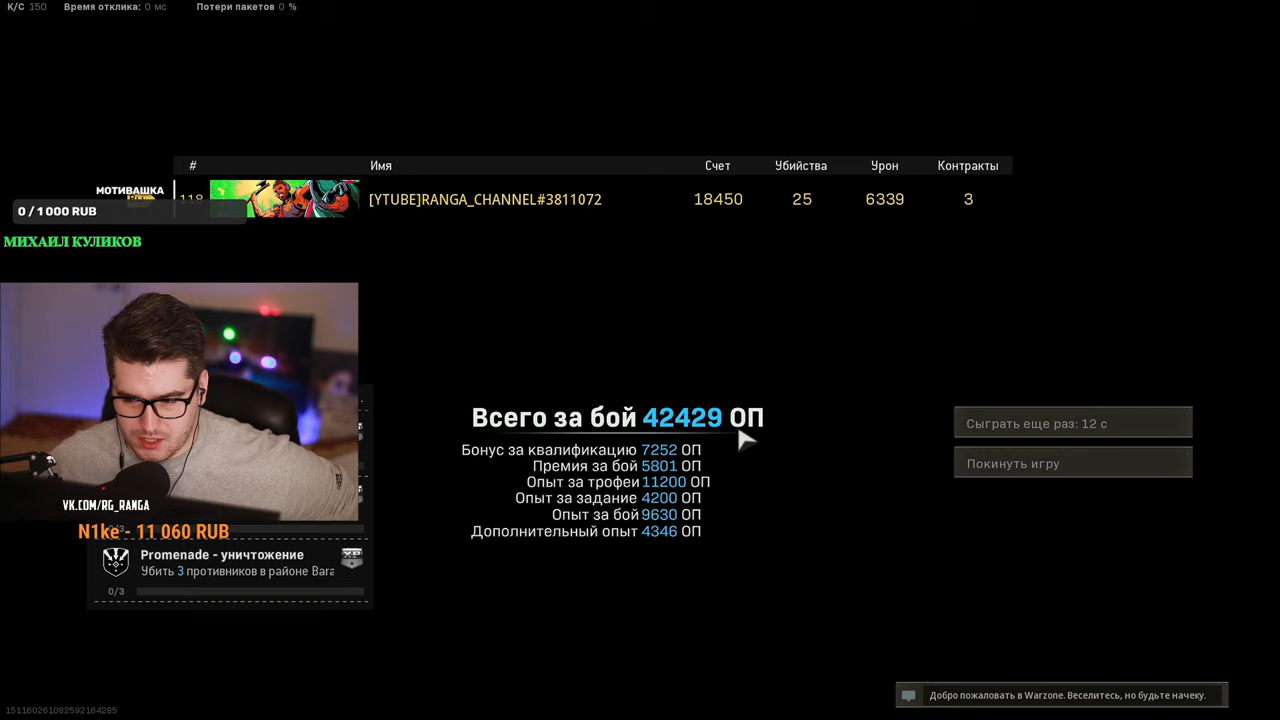 К/С 150 Время отклика: 0 мс Потери пакетов 0 %
# Имя Счет Убийства Урон Контракты
МОТИВАШКА
118 [YTUBE]RANGA_CHANNEL#3811072 18450 25 6339 3
0 / 1 000 RUB
МИХАИЛ КУЛИКОВ
Всего за бой 42429 ОП
Бонус за квалификацию 7252 ОП
Премия за бой 5801 ОП
Опыт за трофеи 11200 ОП
Опыт за задание 4200 ОП
Опыт за бой 9630 ОП
Дополнительный опыт 4346 ОП
Сыграть еще раз: 12 с
Покинуть игру
VK.COM/RG_RANGA
N1ke - 11 060 RUB
Promenade - уничтожение
Убить 3 противников в районе Bara
0/3
Добро пожаловать в Warzone. Веселитесь, но будьте начеку.